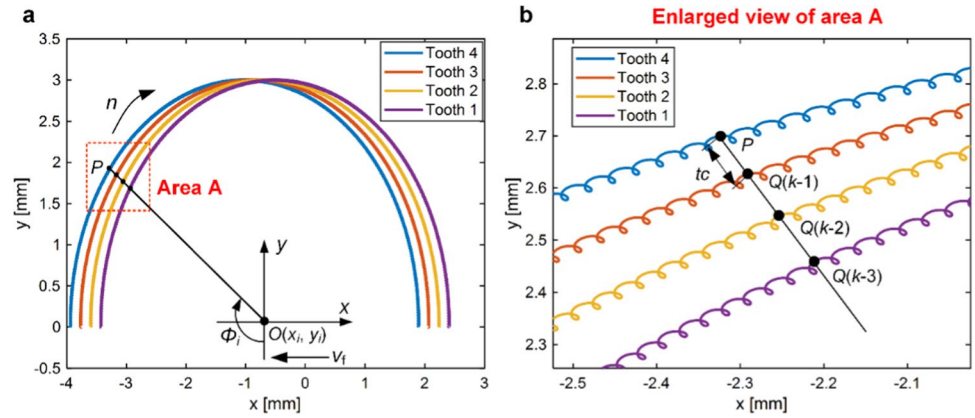 a
3.5
3
2.5
2
1.5
1
0.5
0
-0.5
y [mm]
-4
-3
-2
-1
0
1
2
3
x [mm]
Tooth 4
Tooth 3
Tooth 2
Tooth 1
n
P
Area A
y
x
O(xi, yi)
Φi
vf
b
Enlarged view of area A
2.8
2.7
2.6
2.5
2.4
2.3
y [mm]
-2.5
-2.4
-2.3
-2.2
-2.1
x [mm]
Tooth 4
Tooth 3
Tooth 2
Tooth 1
P
tc
Q(k-1)
Q(k-2)
Q(k-3)